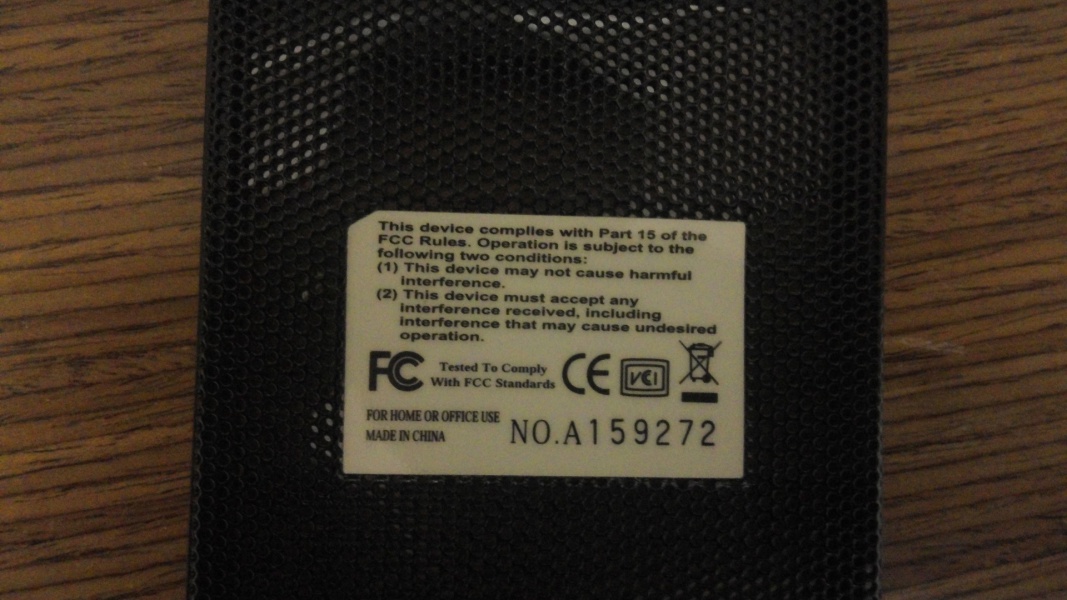 This device complies with Part 15 of the
FCC Rules. Operation is subject to the
following two conditions:
(1) This device may not cause harmful
interference.
(2) This device must accept any
interference received, including
interference that may cause undesired
operation.
FC Tested To Comply
With FCC Standards
CE VCI
FOR HOME OR OFFICE USE
MADE IN CHINA
NO.A159272